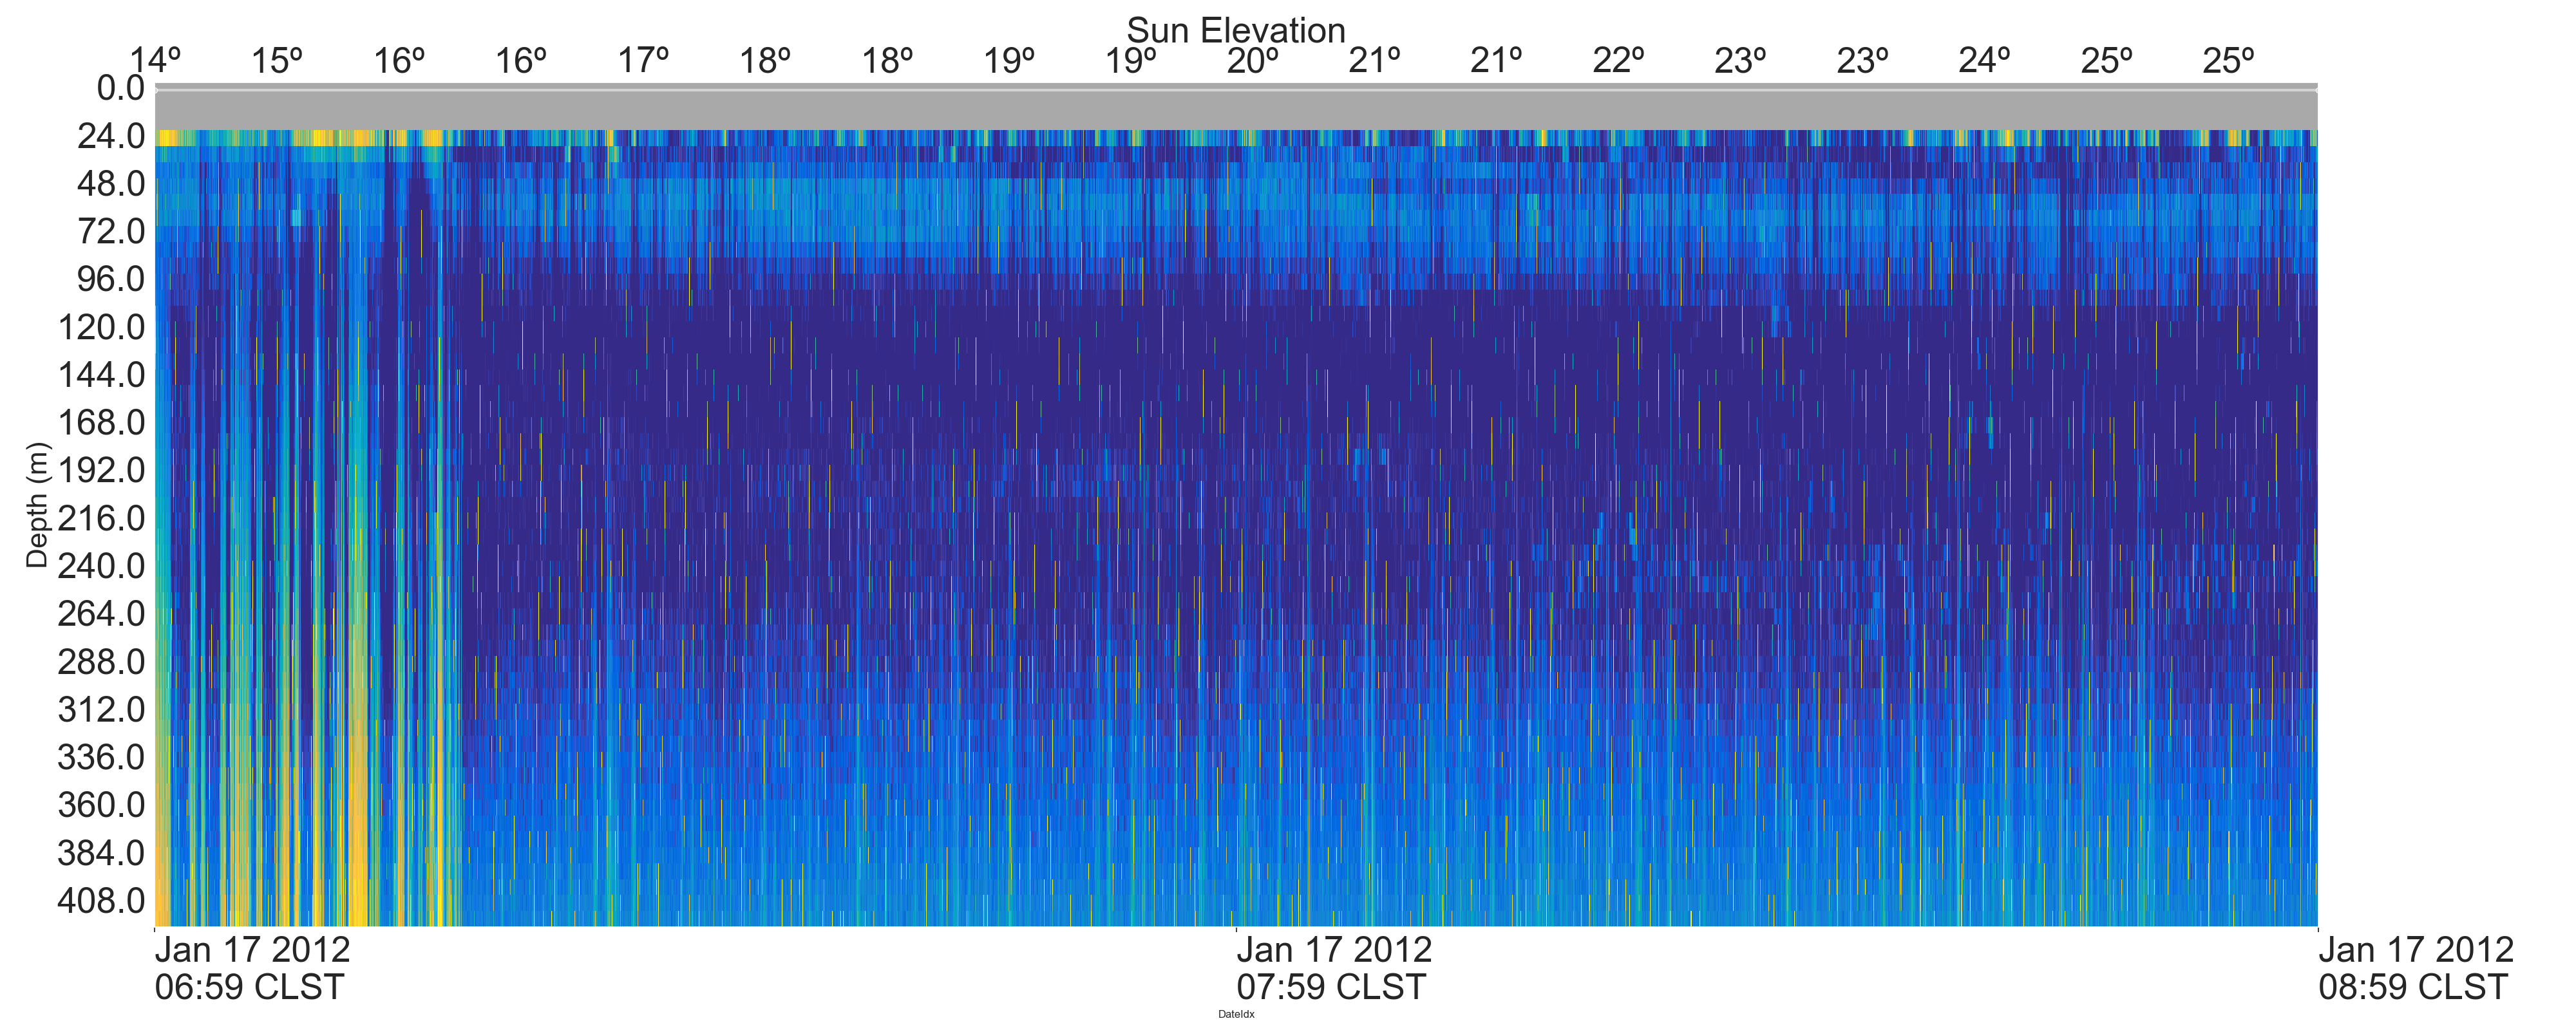 Sun Elevation
14º 15º 16º 16º 17º 18º 18º 19º 19º 20º 21º 21º 22º 23º 23º 24º 25º 25º
0.0
24.0
48.0
72.0
96.0
120.0
144.0
168.0
192.0
216.0
240.0
264.0
288.0
312.0
336.0
360.0
384.0
408.0
Depth (m)
Jan 17 2012
06:59 CLST
Jan 17 2012
07:59 CLST
Jan 17 2012
08:59 CLST
DateIdx